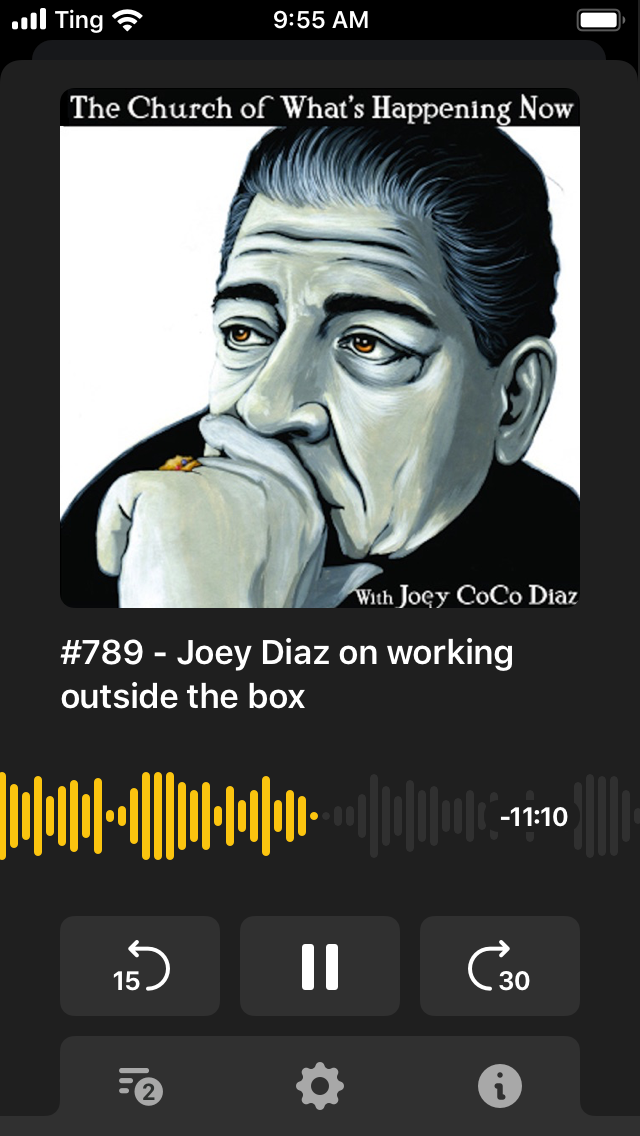 Ting
9:55 AM
The Church of What's Happening Now
With Joey CoCo Diaz
#789 - Joey Diaz on working
outside the box
-11:10
15
30
2